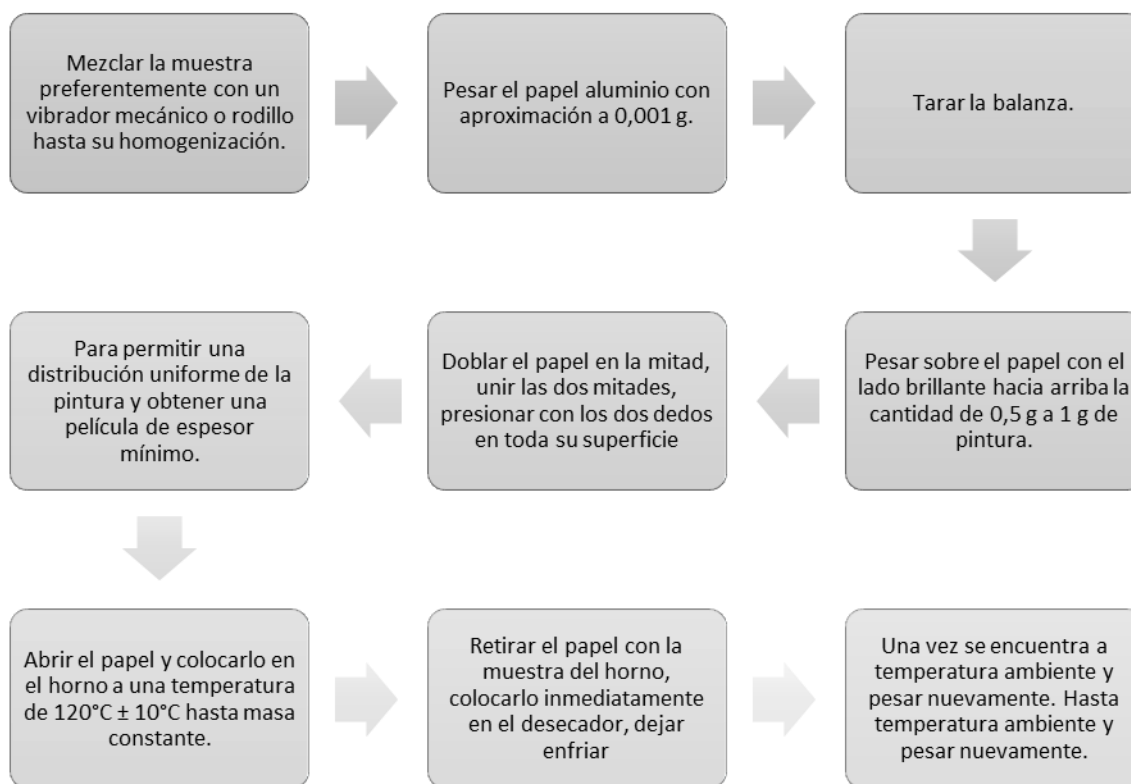 Mezclar la muestra
preferentemente con un
vibrador mecánico o rodillo
hasta su homogenización.
Pesar el papel aluminio con
aproximación a 0,001 g.
Tarar la balanza.
Pesar sobre el papel con el
lado brillante hacia arriba la
cantidad de 0,5 g a 1 g de
pintura.
Doblar el papel en la mitad,
unir las dos mitades,
presionar con los dos dedos
en toda su superficie
Para permitir una
distribución uniforme de la
pintura y obtener una
película de espesor
mínimo.
Abrir el papel y colocarlo en
el horno a una temperatura
de 120°C ± 10°C hasta masa
constante.
Retirar el papel con la
muestra del horno,
colocarlo inmediatamente
en el desecador, dejar
enfriar
Una vez se encuentra a
temperatura ambiente y
pesar nuevamente. Hasta
temperatura ambiente y
pesar nuevamente.